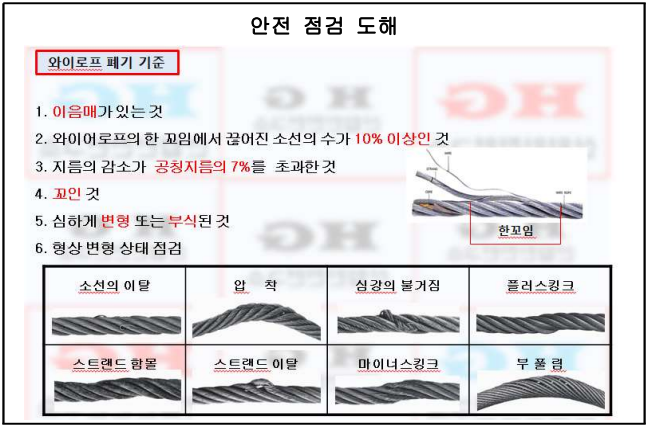 안전 점검 도해
와이로프 폐기 기준
1. 이음매가 있는 것
2. 와이어로프의 한 꼬임에서 끊어진 소선의 수가 10% 이상인 것
3. 지름의 감소가 공칭지름의 7%를 초과한 것
4. 꼬인 것
5. 심하게 변형 또는 부식된 것
6. 형상 변형 상태 점검
한꼬임
소선의 이탈
압 착
심강의 불거짐
플러스킹크
스트랜드 함몰
스트랜드 이탈
마이너스킹크
부 풀 림